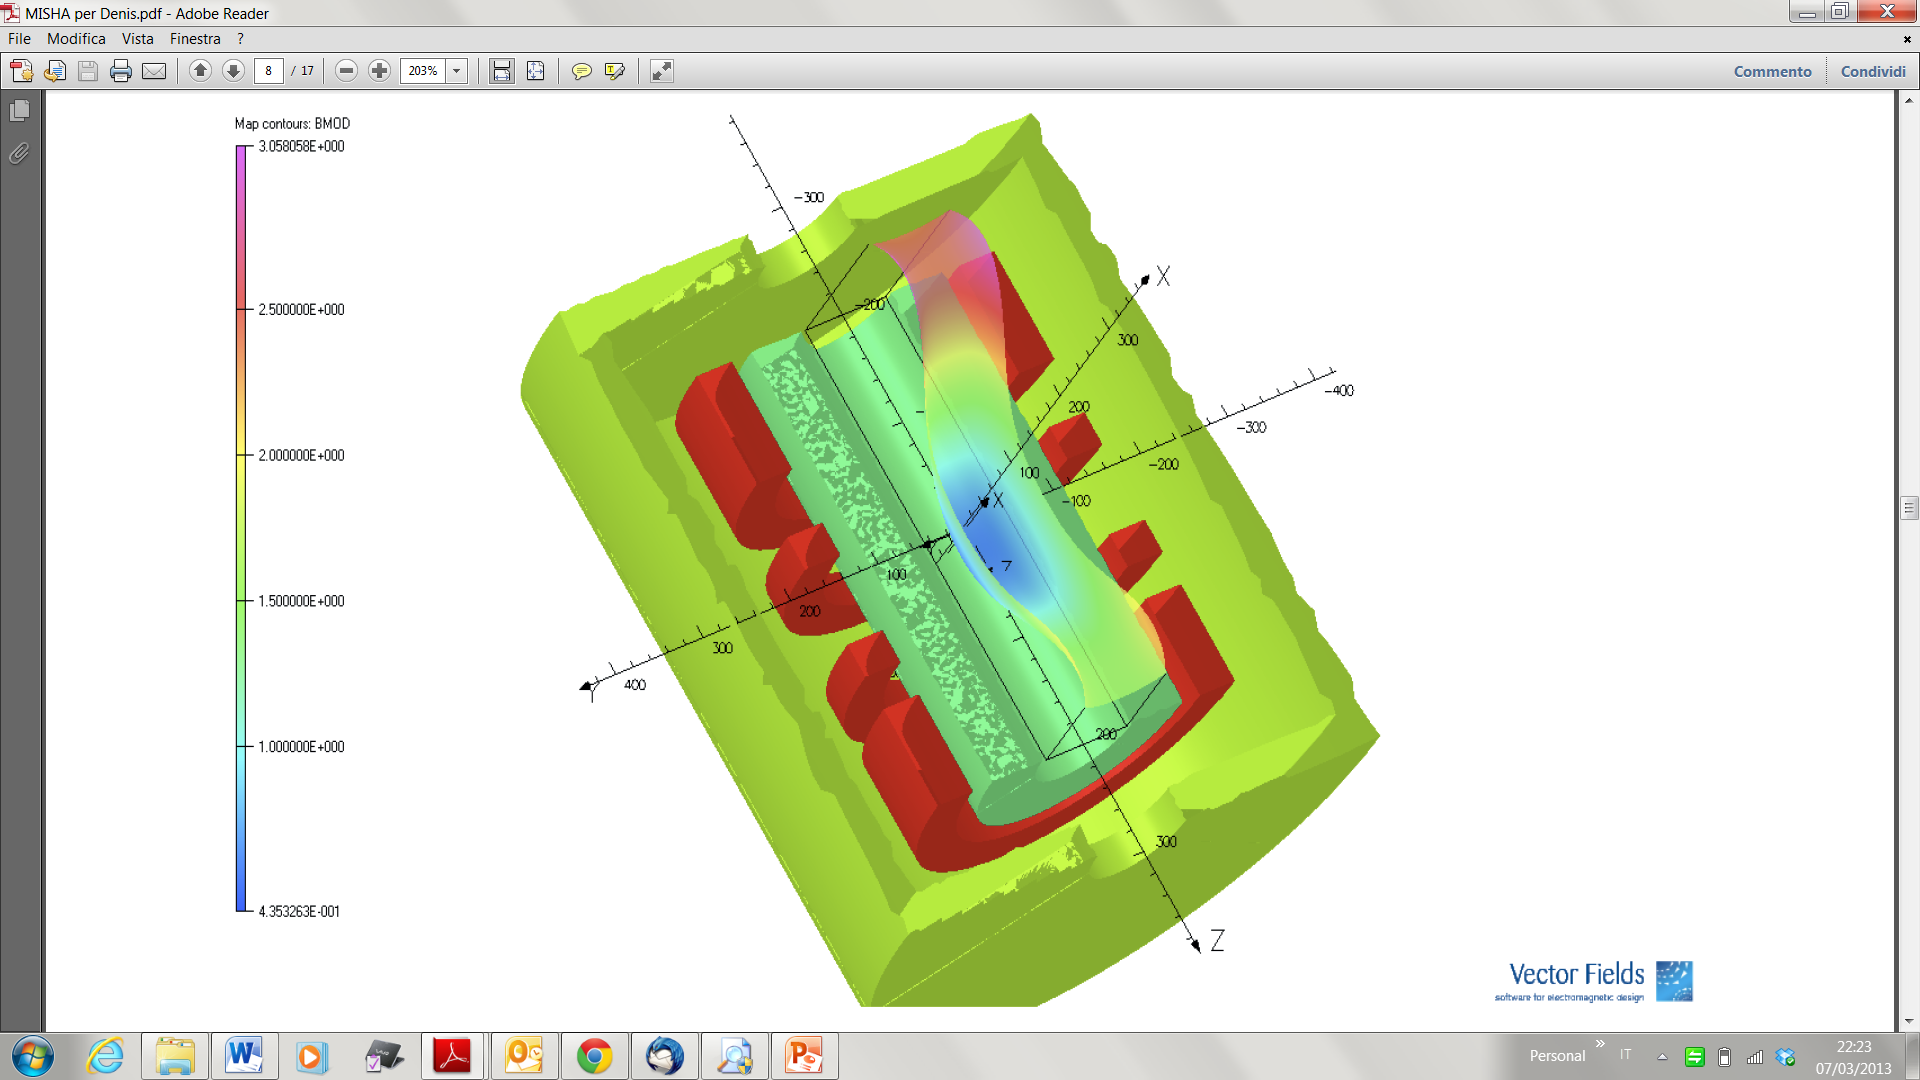 MISHA per Denis.pdf - Adobe Reader
File Modifica Vista Finestra ?
8 / 17 203% Commento Condividi
Map contours: BMOD
3.058058E+000
2.500000E+000
2.000000E+000
1.500000E+000
1.000000E+000
4.353263E-001
-300
-200
X
300
200
100
-400
-300
-200
-100
X
Z
100
200
300
400
Y
200
300
Z
Vector Fields
software for electromagnetic design
Personal » IT
22:23
07/03/2013